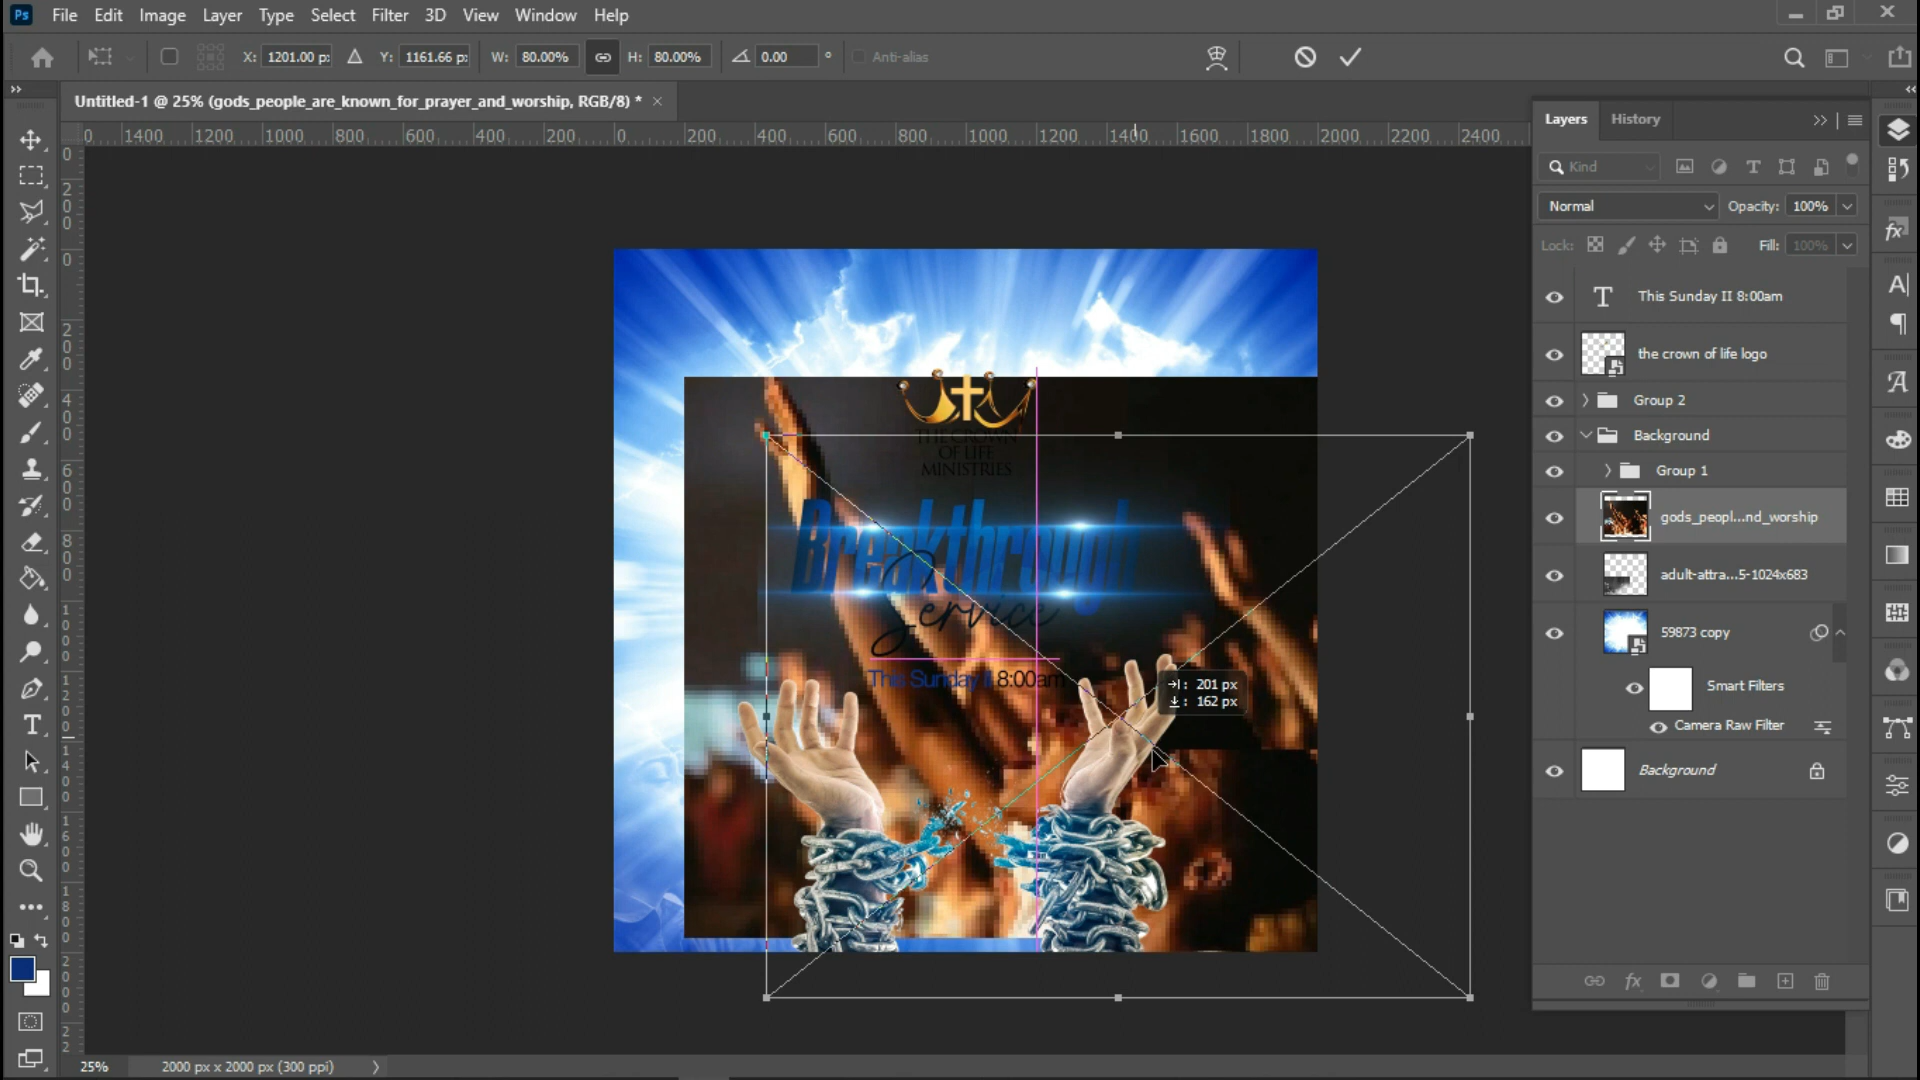 Ps File Edit Image Layer Type Select Filter 3D View Window Help
X: 1201.00 p: Y: 1161.66 p: W: 80.00% H: 80.00% 0.00 ° Anti-alias
Untitled-1 @ 25% (gods_people_are_known_for_prayer_and_worship, RGB/8) * ×
0 1400 1200 1000 800 600 400 200 0 200 400 600 800 1000 1200 1400 1600 1800 2000 2200 2400
Layers History
Kind
Normal Opacity: 100%
Lock: Fill: 100%
This Sunday II 8:00am
the crown of life logo
Group 2
Background
Group 1
gods_peopl...nd_worship
adult-attra...5-1024x683
59873 copy
Smart Filters
Camera Raw Filter
Background
THE CROWN
OF LIFE
MINISTRIES
Breakthrough
Service
This Sunday II 8:00am
201 px
162 px
25% 2000 px x 2000 px (300 ppi)